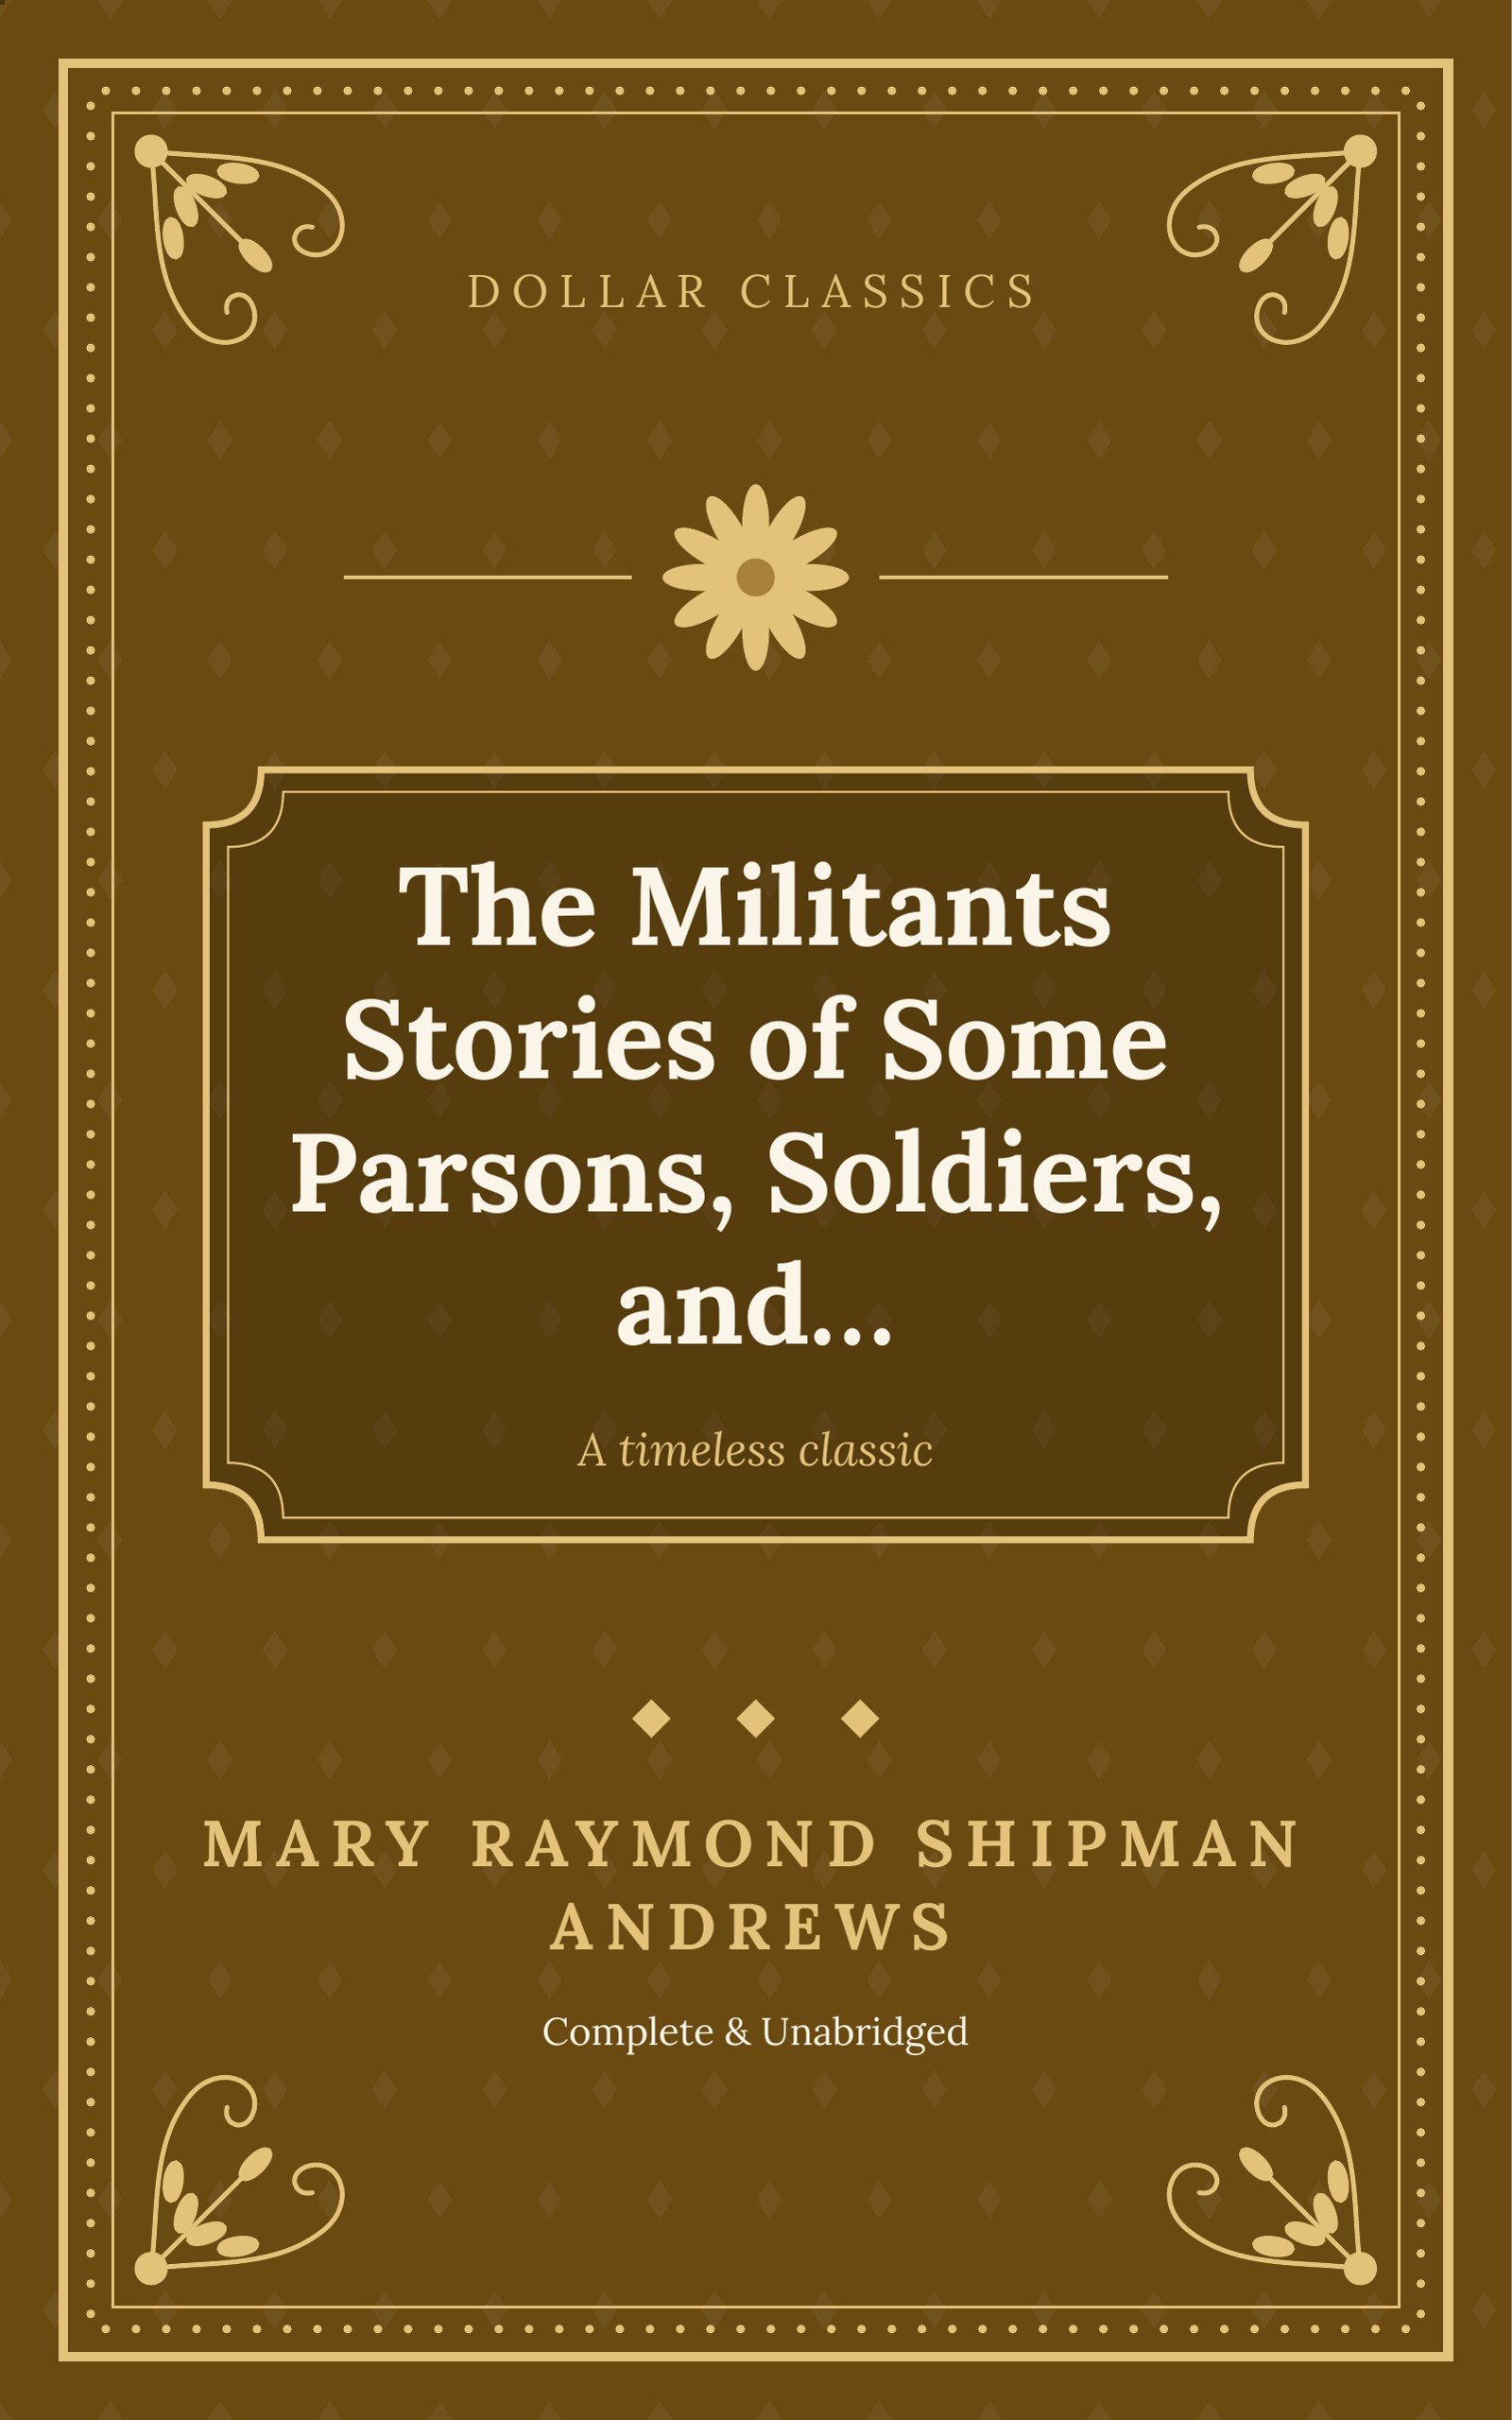 DOLLAR CLASSICS
The Militants
Stories of Some
Parsons, Soldiers,
and...
A timeless classic
MARY RAYMOND SHIPMAN
ANDREWS
Complete & Unabridged